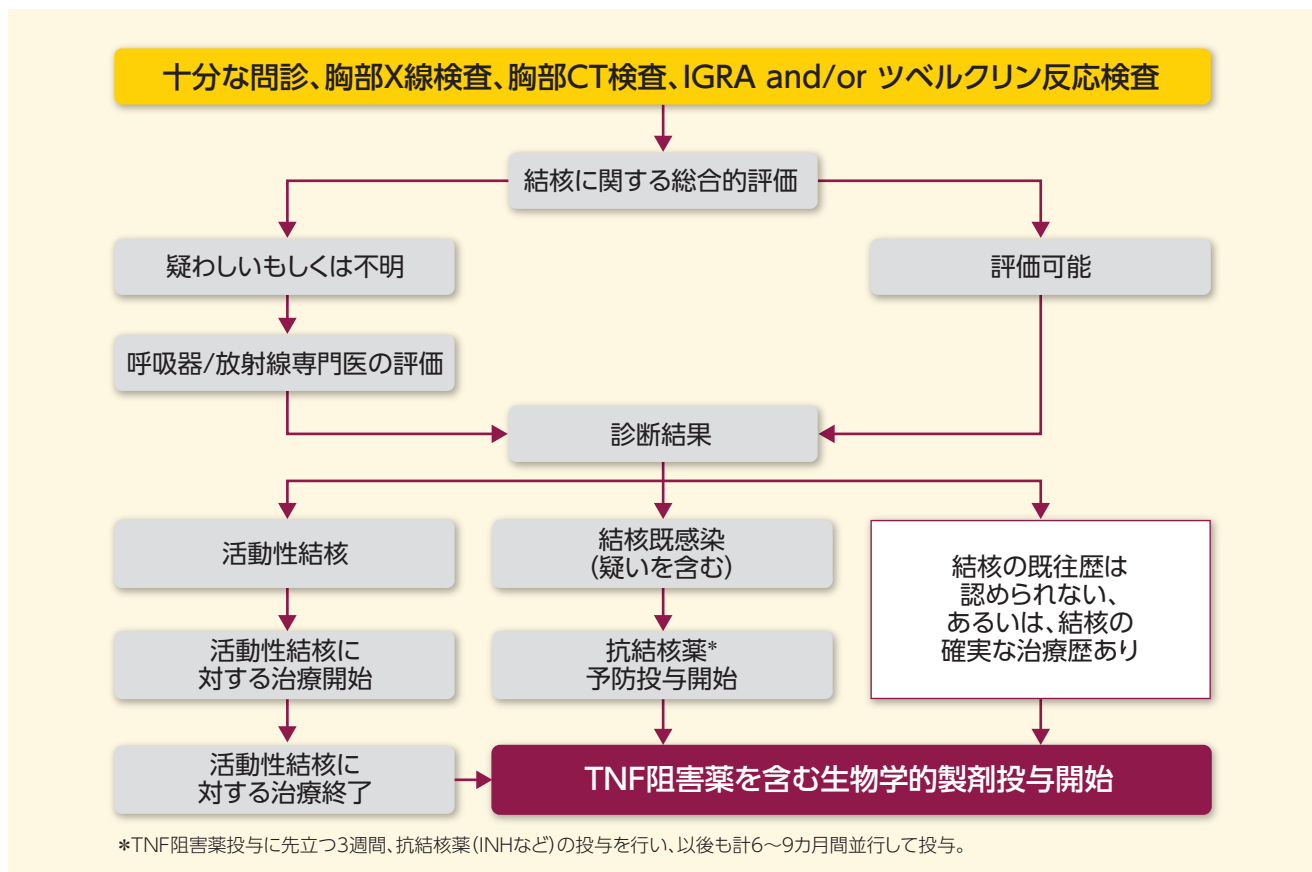 十分な問診、胸部X線検査、胸部CT検査、IGRA and/or ツベルクリン反応検査
結核に関する総合的評価
疑わしいもしくは不明
評価可能
呼吸器/放射線専門医の評価
診断結果
活動性結核
結核既感染
(疑いを含む)
結核の既往歴は
認められない、
あるいは、結核の
確実な治療歴あり
活動性結核に
対する治療開始
抗結核薬*
予防投与開始
活動性結核に
対する治療終了
TNF阻害薬を含む生物学的製剤投与開始
*TNF阻害薬投与に先立つ3週間、抗結核薬(INHなど)の投与を行い、以後も計6〜9カ月間並行して投与。